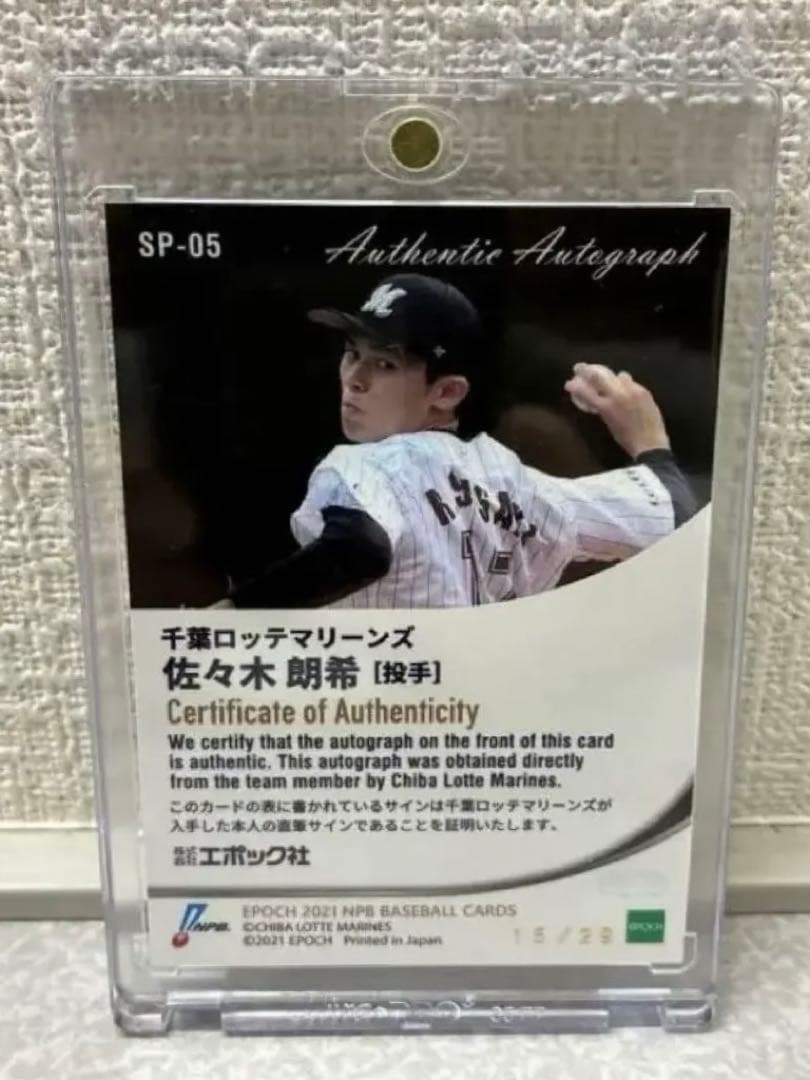 SP-05
Authentic Autograph
M
千葉ロッテマリーンズ
佐々木 朗希 [投手]
Certificate of Authenticity
We certify that the autograph on the front of this card
is authentic. This autograph was obtained directly
from the team member by Chiba Lotte Marines.
このカードの表に書かれているサインは千葉ロッテマリーンズが
入手した本人の直筆サインであることを証明いたします。
株式会社エポック社
NPB
EPOCH 2021 NPB BASEBALL CARDS
©CHIBA LOTTE MARINES
©2021 EPOCH Printed in Japan
15/29
EPOCH